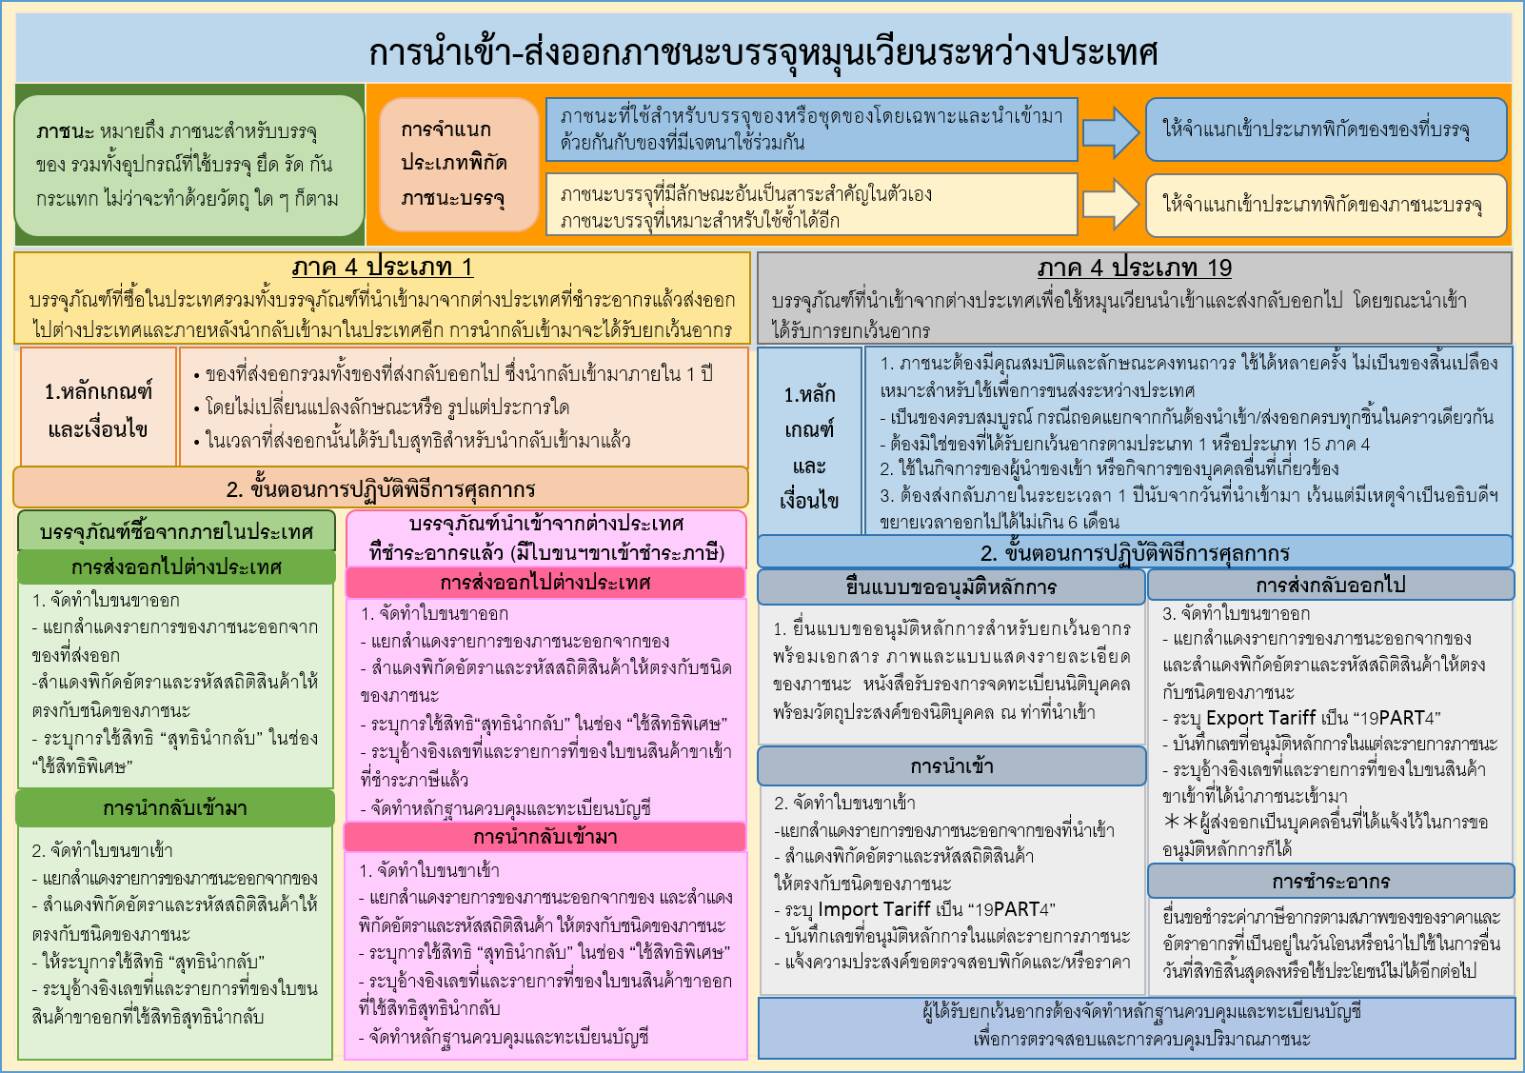 การนำเข้า-ส่งออกภาชนะบรรจุหมุนเวียนระหว่างประเทศ
ภาชนะ หมายถึง ภาชนะสำหรับบรรจุ
ของ รวมทั้งอุปกรณ์ที่ใช้บรรจุ ยึด รัด กัน
กระแทก ไม่ว่าจะทำด้วยวัตถุ ใด ๆ ก็ตาม
การจำแนก
ประเภทพิกัด
ภาชนะบรรจุ
ภาชนะที่ใช้สำหรับบรรจุของหรือชุดของโดยเฉพาะและนำเข้ามา
ด้วยกันกับของที่มีเจตนาใช้ร่วมกัน
ให้จำแนกเข้าประเภทพิกัดของของที่บรรจุ
ภาชนะบรรจุที่มีลักษณะอันเป็นสาระสำคัญในตัวเอง
ภาชนะบรรจุที่เหมาะสำหรับใช้ซ้ำได้อีก
ให้จำแนกเข้าประเภทพิกัดของภาชนะบรรจุ
ภาค 4 ประเภท 1
บรรจุภัณฑ์ที่ซื้อในประเทศรวมทั้งบรรจุภัณฑ์ที่นำเข้ามาจากต่างประเทศที่ชำระอากรแล้วส่งออก
ไปต่างประเทศและภายหลังนำกลับเข้ามาในประเทศอีก การนำกลับเข้ามาจะได้รับยกเว้นอากร
1.หลักเกณฑ์
และเงื่อนไข
• ของที่ส่งออกรวมทั้งของที่ส่งกลับออกไป ซึ่งนำกลับเข้ามาภายใน 1 ปี
• โดยไม่เปลี่ยนแปลงลักษณะหรือ รูปแต่ประการใด
• ในเวลาที่ส่งออกนั้นได้รับใบสุทธิสำหรับนำกลับเข้ามาแล้ว
2. ขั้นตอนการปฏิบัติพิธีการศุลกากร
บรรจุภัณฑ์ซื้อจากภายในประเทศ
การส่งออกไปต่างประเทศ
1. จัดทำใบขนขาออก
- แยกสำแดงรายการของภาชนะออกจาก
ของที่ส่งออก
-สำแดงพิกัดอัตราและรหัสสถิติสินค้าให้
ตรงกับชนิดของภาชนะ
- ระบุการใช้สิทธิ “สุทธินำกลับ” ในช่อง
“ใช้สิทธิพิเศษ”
การนำกลับเข้ามา
2. จัดทำใบขนขาเข้า
- แยกสำแดงรายการของภาชนะออกจากของ
- สำแดงพิกัดอัตราและรหัสสถิติสินค้าให้
ตรงกับชนิดของภาชนะ
- ให้ระบุการใช้สิทธิ “สุทธินำกลับ”
- ระบุอ้างอิงเลขที่และรายการที่ของใบขน
สินค้าขาออกที่ใช้สิทธิสุทธินำกลับ
บรรจุภัณฑ์นำเข้าจากต่างประเทศ
ที่ชำระอากรแล้ว (มีใบขนฯขาเข้าชำระภาษี)
การส่งออกไปต่างประเทศ
1. จัดทำใบขนขาออก
- แยกสำแดงรายการของภาชนะออกจากของ
- สำแดงพิกัดอัตราและรหัสสถิติสินค้าให้ตรงกับชนิด
ของภาชนะ
- ระบุการใช้สิทธิ“สุทธินำกลับ” ในช่อง “ใช้สิทธิพิเศษ”
- ระบุอ้างอิงเลขที่และรายการที่ของใบขนสินค้าขาเข้า
ที่ชำระภาษีแล้ว
- จัดทำหลักฐานควบคุมและทะเบียนบัญชี
การนำกลับเข้ามา
1. จัดทำใบขนขาเข้า
- แยกสำแดงรายการของภาชนะออกจากของ และสำแดง
พิกัดอัตราและรหัสสถิติสินค้า ให้ตรงกับชนิดของภาชนะ
- ระบุการใช้สิทธิ “สุทธินำกลับ” ในช่อง “ใช้สิทธิพิเศษ”
- ระบุอ้างอิงเลขที่และรายการที่ของใบขนสินค้าขาออก
ที่ใช้สิทธิสุทธินำกลับ
- จัดทำหลักฐานควบคุมและทะเบียนบัญชี
ภาค 4 ประเภท 19
บรรจุภัณฑ์ที่นำเข้าจากต่างประเทศเพื่อใช้หมุนเวียนนำเข้าและส่งกลับออกไป โดยขณะนำเข้า
ได้รับการยกเว้นอากร
1.หลัก
เกณฑ์
และ
เงื่อนไข
1. ภาชนะต้องมีคุณสมบัติและลักษณะคงทนถาวร ใช้ได้หลายครั้ง ไม่เป็นของสิ้นเปลือง
เหมาะสำหรับใช้เพื่อการขนส่งระหว่างประเทศ
- เป็นของครบสมบูรณ์ กรณีถอดแยกจากกันต้องนำเข้า/ส่งออกครบทุกชิ้นในคราวเดียวกัน
- ต้องมิใช่ของที่ได้รับยกเว้นอากรตามประเภท 1 หรือประเภท 15 ภาค 4
2. ใช้ในกิจการของผู้นำของเข้า หรือกิจการของบุคคลอื่นที่เกี่ยวข้อง
3. ต้องส่งกลับภายในระยะเวลา 1 ปีนับจากวันที่นำเข้ามา เว้นแต่มีเหตุจำเป็นอธิบดีฯ
ขยายเวลาออกไปได้ไม่เกิน 6 เดือน
2. ขั้นตอนการปฏิบัติพิธีการศุลกากร
ยื่นแบบขออนุมัติหลักการ
1. ยื่นแบบขออนุมัติหลักการสำหรับยกเว้นอากร
พร้อมเอกสาร ภาพและแบบแสดงรายละเอียด
ของภาชนะ หนังสือรับรองการจดทะเบียนนิติบุคคล
พร้อมวัตถุประสงค์ของนิติบุคคล ณ ท่าที่นำเข้า
การนำเข้า
2. จัดทำใบขนขาเข้า
-แยกสำแดงรายการของภาชนะออกจากของที่นำเข้า
- สำแดงพิกัดอัตราและรหัสสถิติสินค้า
ให้ตรงกับชนิดของภาชนะ
- ระบุ Import Tariff เป็น “19PART4”
- บันทึกเลขที่อนุมัติหลักการในแต่ละรายการภาชนะ
- แจ้งความประสงค์ขอตรวจสอบพิกัดและ/หรือราคา
การส่งกลับออกไป
3. จัดทำใบขนขาออก
- แยกสำแดงรายการของภาชนะออกจากของ
และสำแดงพิกัดอัตราและรหัสสถิติสินค้าให้ตรง
กับชนิดของภาชนะ
- ระบุ Export Tariff เป็น “19PART4”
- บันทึกเลขที่อนุมัติหลักการในแต่ละรายการภาชนะ
- ระบุอ้างอิงเลขที่และรายการที่ของใบขนสินค้า
ขาเข้าที่ได้นำภาชนะเข้ามา
**ผู้ส่งออกเป็นบุคคลอื่นที่ได้แจ้งไว้ในการขอ
อนุมัติหลักการก็ได้
การชำระอากร
ยื่นขอชำระค่าภาษีอากรตามสภาพของของราคาและ
อัตราอากรที่เป็นอยู่ในวันโอนหรือนำไปใช้ในการอื่น
วันที่สิทธิสิ้นสุดลงหรือใช้ประโยชน์ไม่ได้อีกต่อไป
ผู้ได้รับยกเว้นอากรต้องจัดทำหลักฐานควบคุมและทะเบียนบัญชี
เพื่อการตรวจสอบและการควบคุมปริมาณภาชนะ